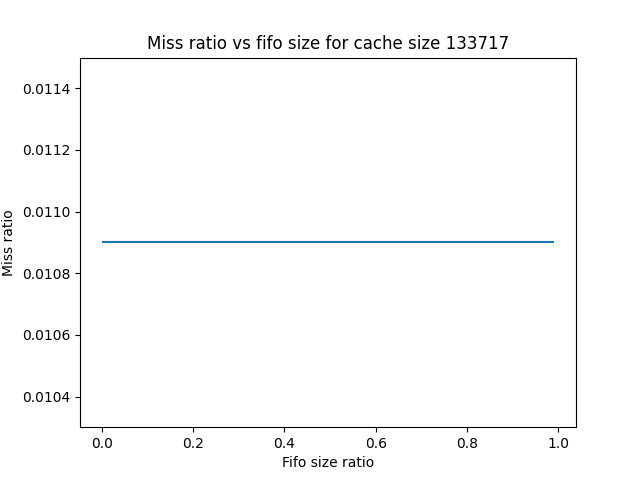 Miss ratio vs fifo size for cache size 133717
0.0114
0.0112
0.0110
0.0108
0.0106
0.0104
Miss ratio
0.0 0.2 0.4 0.6 0.8 1.0
Fifo size ratio